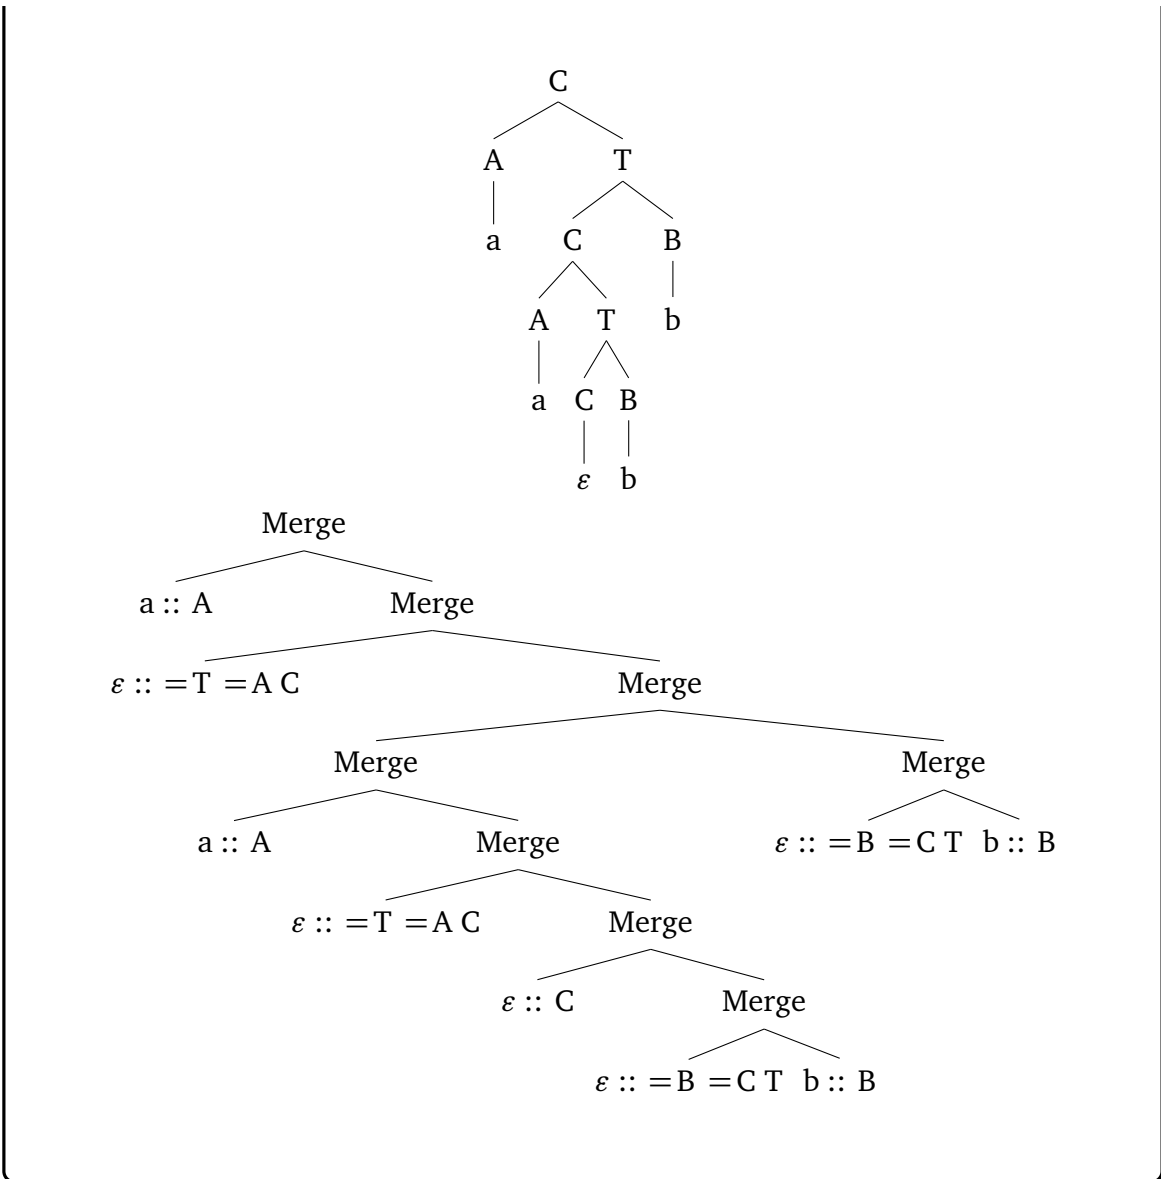 C
A T
a C B
A T b
a C B
ε b
Merge
a :: A Merge
ε :: =T =A C Merge
Merge Merge
a :: A Merge ε :: =B =C T b :: B
ε :: =T =A C Merge
ε :: C Merge
ε :: =B =C T b :: B